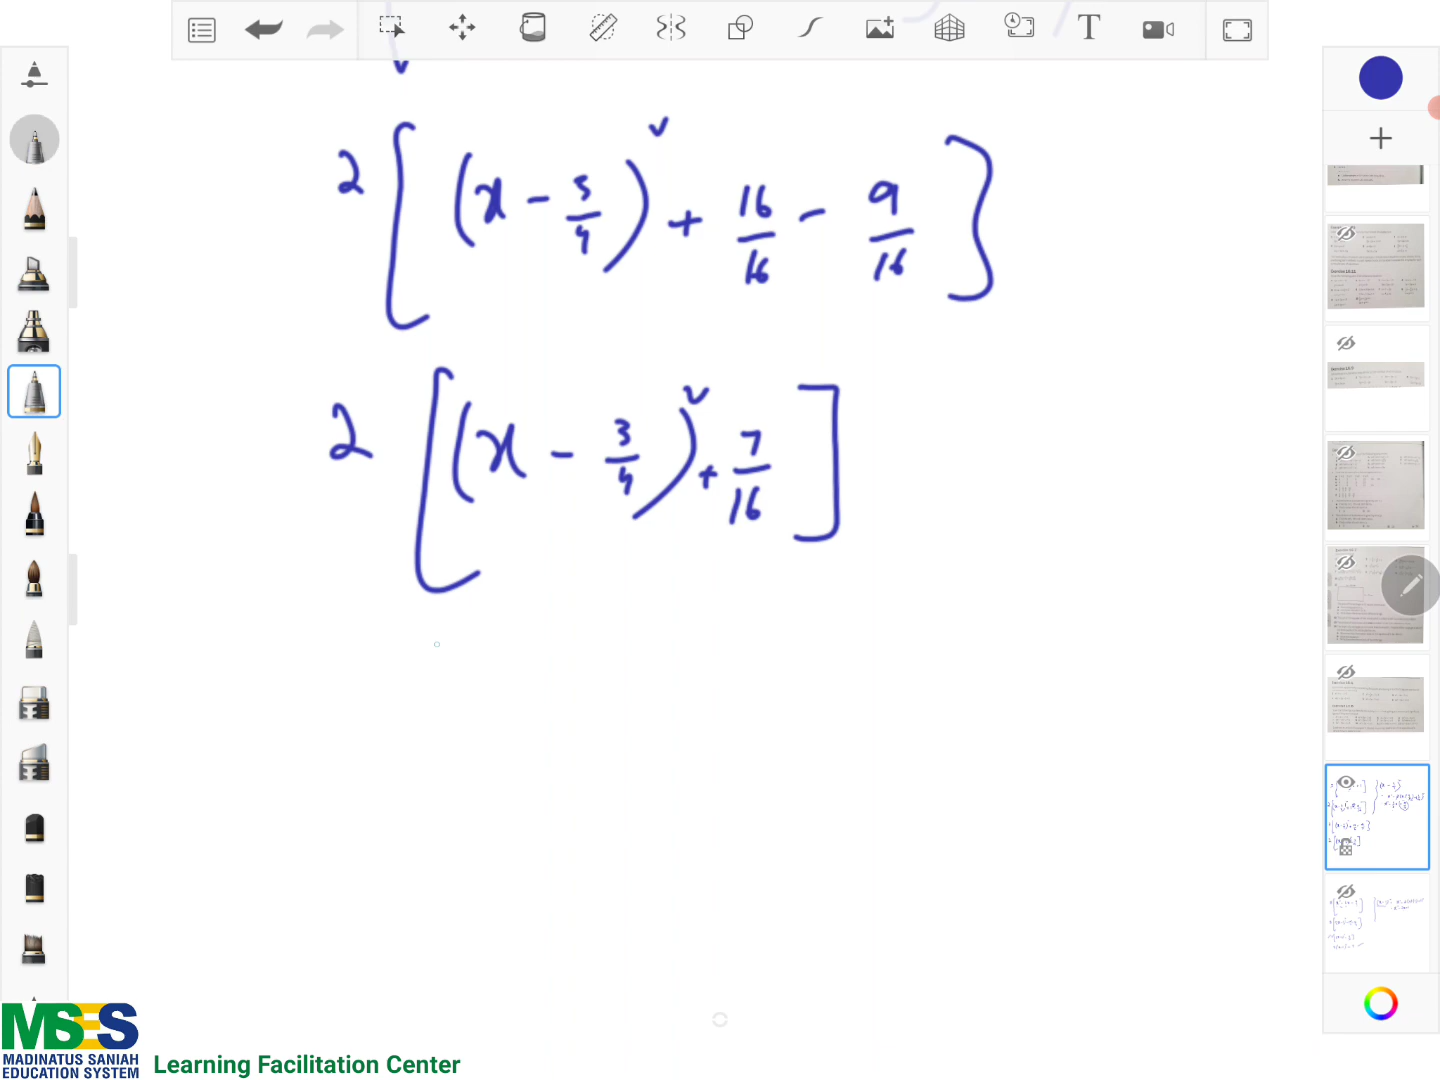 2 [ (x - 3/4)² + 16/16 - 9/16 ]
2 [ (x - 3/4)² + 7/16 ]
T
MSES
MADINATUS SANIAH
EDUCATION SYSTEM
Learning Facilitation Center